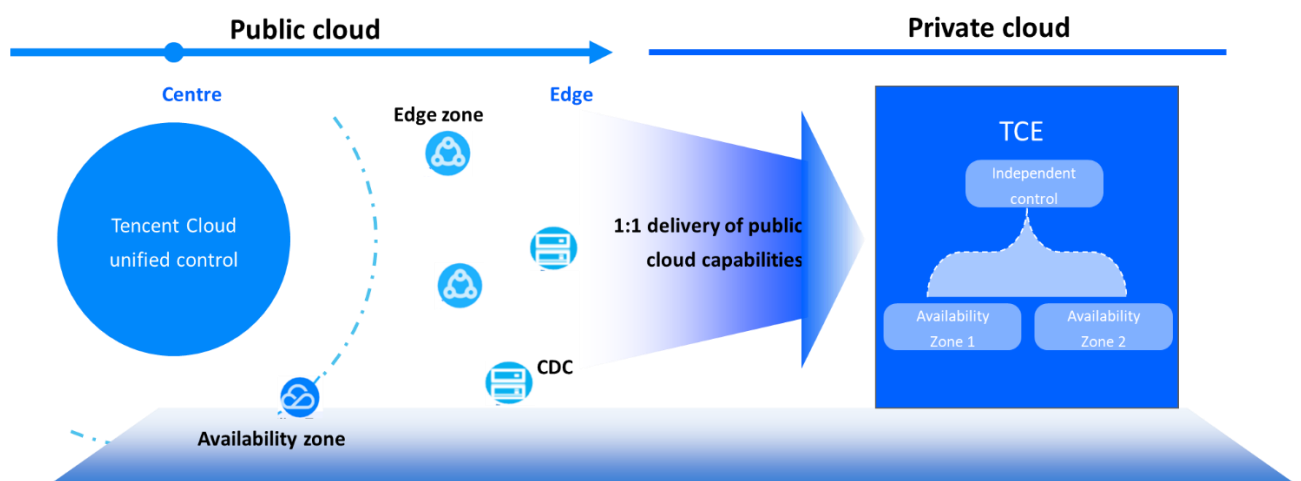 Public cloud
Private cloud
Centre
Edge
Edge zone
TCE
Independent
control
Tencent Cloud
unified control
1:1 delivery of public
cloud capabilities
Availability
Zone 1
Availability
Zone 2
CDC
Availability zone